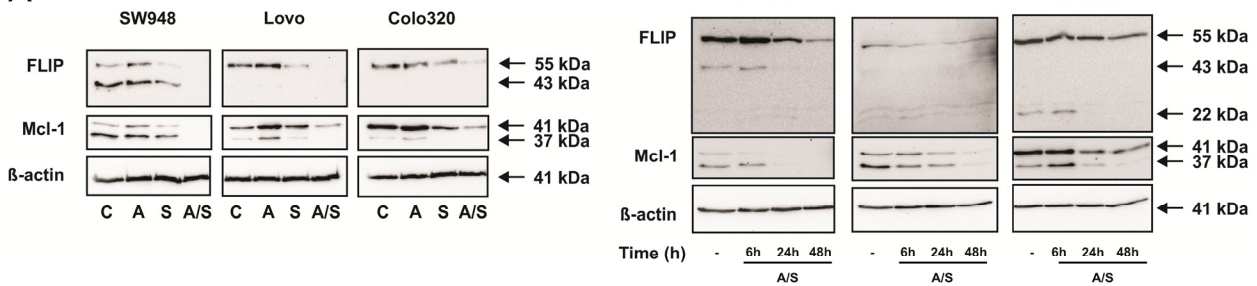 SW948 Lovo Colo320
FLIP
55 kDa
43 kDa
Mcl-1
41 kDa
37 kDa
ß-actin
41 kDa
C A S A/S C A S A/S C A S A/S
FLIP
55 kDa
43 kDa
22 kDa
Mcl-1
41 kDa
37 kDa
ß-actin
41 kDa
Time (h) - 6h 24h 48h - 6h 24h 48h - 6h 24h 48h
A/S A/S A/S